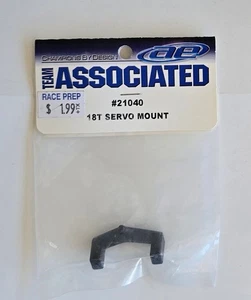 CHAMPIONS BY DESIGN
ae
TEAM
ASSOCIATED
RACE PREP
$ 1.99
#21040
18T SERVO MOUNT